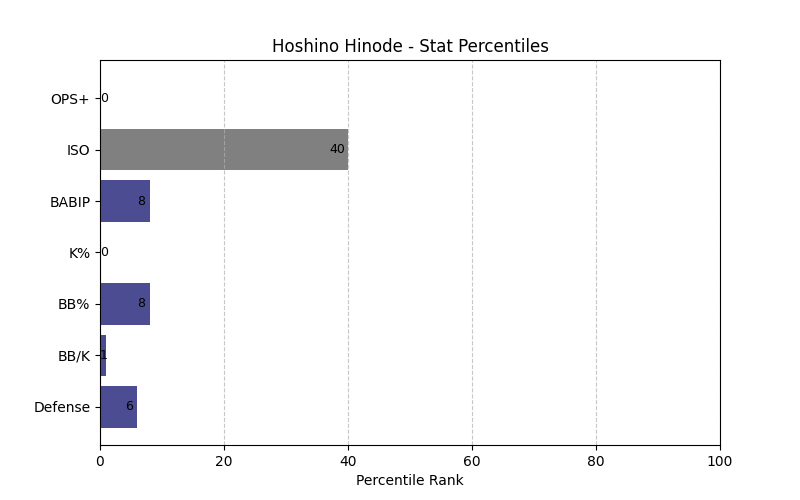 Hoshino Hinode - Stat Percentiles
OPS+ 0
ISO 40
BABIP 8
K% 0
BB% 8
BB/K 1
Defense 6
0 20 40 60 80 100
Percentile Rank